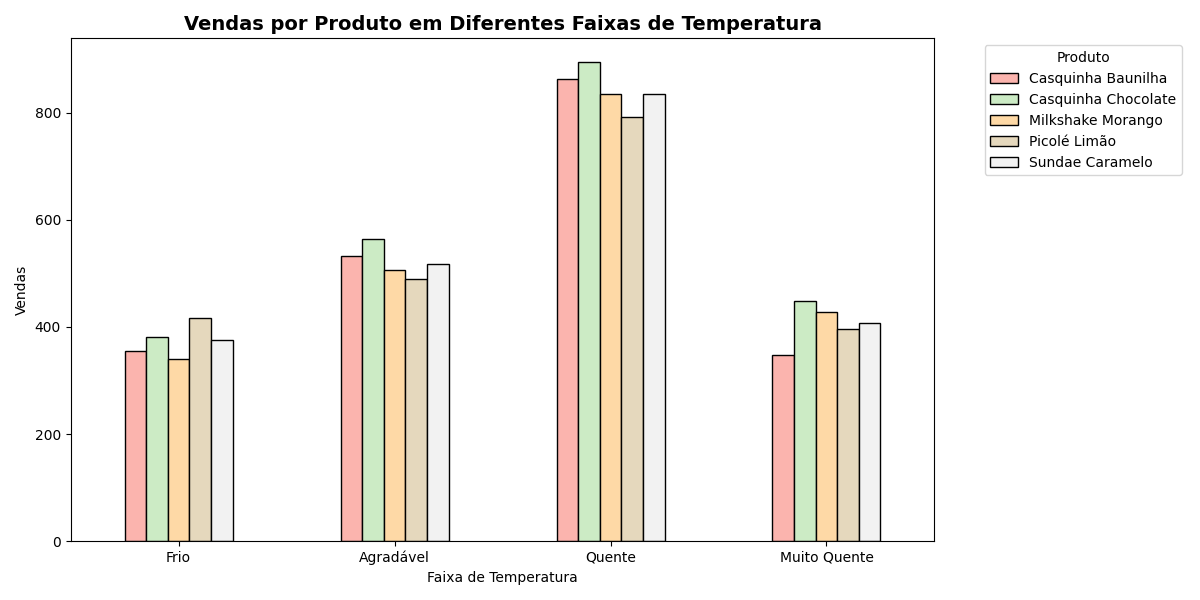 Vendas por Produto em Diferentes Faixas de Temperatura
Produto
Casquinha Baunilha
Casquinha Chocolate
Milkshake Morango
Picolé Limão
Sundae Caramelo
Vendas
800
600
400
200
0
Frio
Agradável
Quente
Muito Quente
Faixa de Temperatura